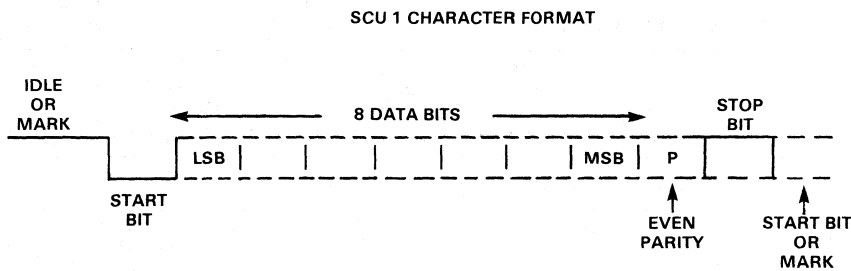 SCU 1 CHARACTER FORMAT
IDLE
OR
MARK
8 DATA BITS
STOP
BIT
LSB
MSB
P
START
BIT
EVEN
PARITY
START BIT
OR
MARK